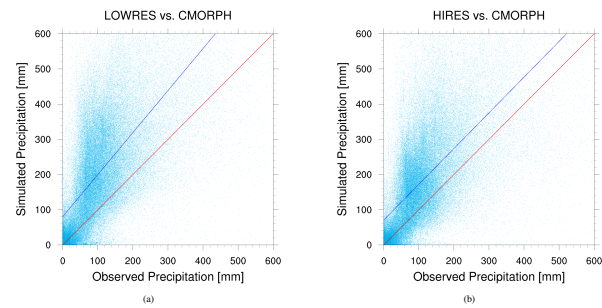 LOWRES vs. CMORPH
Simulated Precipitation [mm]
600
500
400
300
200
100
0
0 100 200 300 400 500 600
Observed Precipitation [mm]
(a)
HIRES vs. CMORPH
Simulated Precipitation [mm]
600
500
400
300
200
100
0
0 100 200 300 400 500 600
Observed Precipitation [mm]
(b)